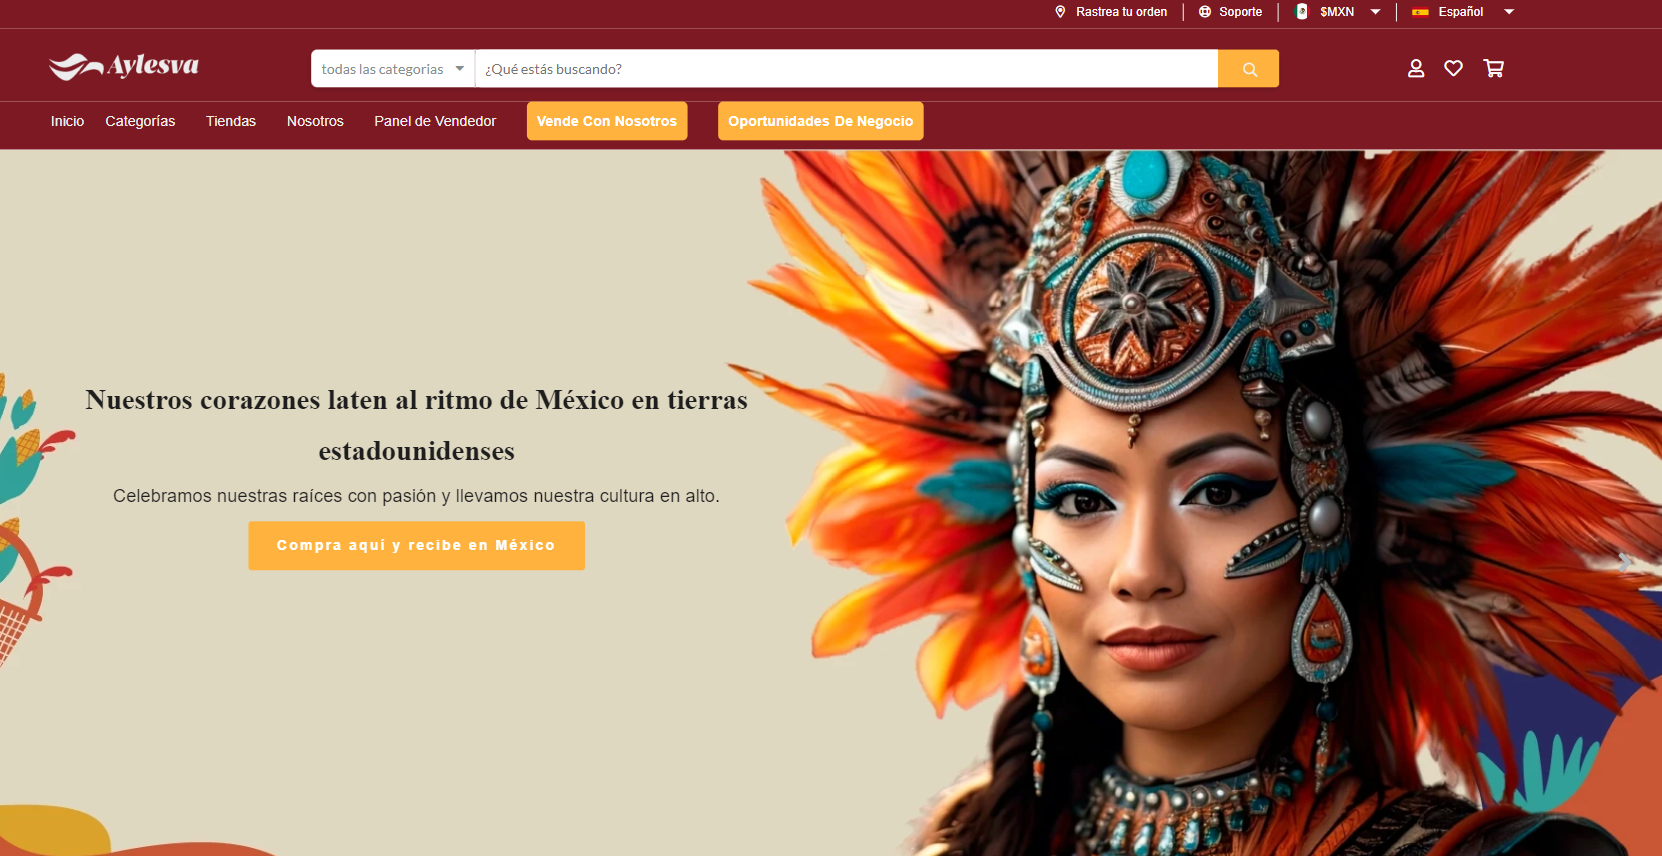 Rastrea tu orden
Soporte
$MXN
Español
Aylesva
todas las categorias
¿Qué estás buscando?
Inicio
Categorías
Tiendas
Nosotros
Panel de Vendedor
Vende Con Nosotros
Oportunidades De Negocio
Nuestros corazones laten al ritmo de México en tierras
estadounidenses
Celebramos nuestras raíces con pasión y llevamos nuestra cultura en alto.
Compra aquí y recibe en México